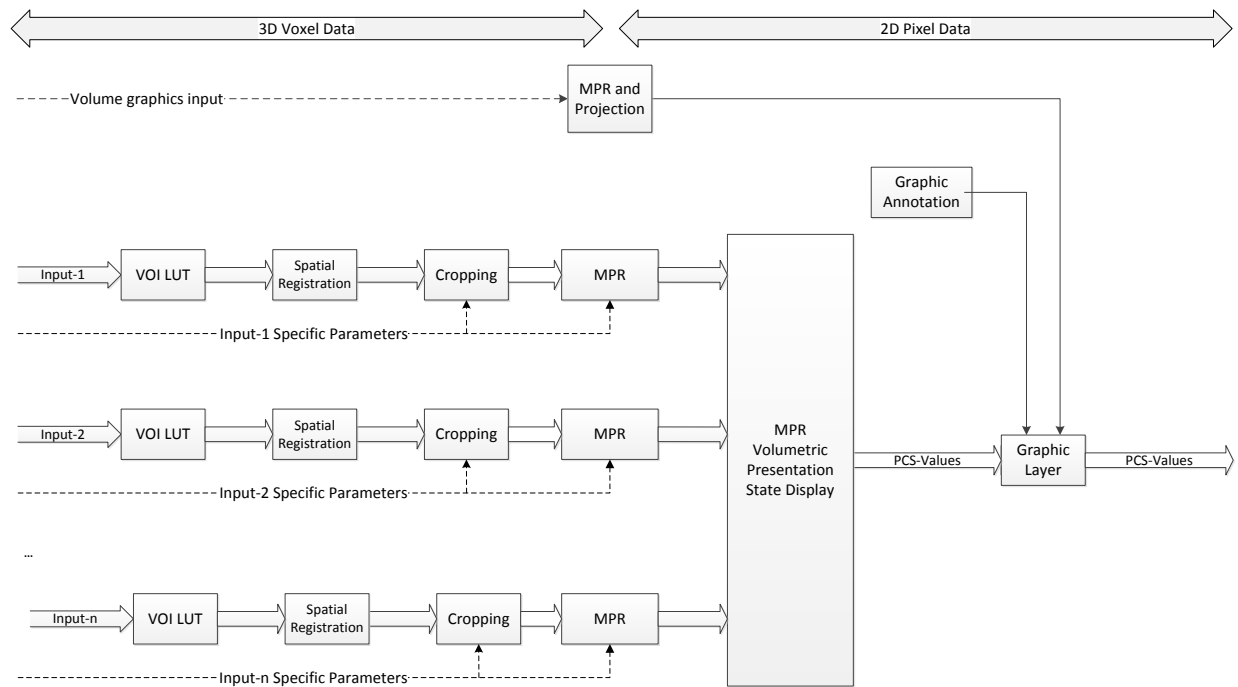 3D Voxel Data
2D Pixel Data
Volume graphics input
MPR and
Projection
Graphic
Annotation
Input-1
VOI LUT
Spatial
Registration
Cropping
MPR
Input-1 Specific Parameters
Input-2
VOI LUT
Spatial
Registration
Cropping
MPR
Input-2 Specific Parameters
MPR
Volumetric
Presentation
State Display
PCS-Values
Graphic
Layer
PCS-Values
...
Input-n
VOI LUT
Spatial
Registration
Cropping
MPR
Input-n Specific Parameters